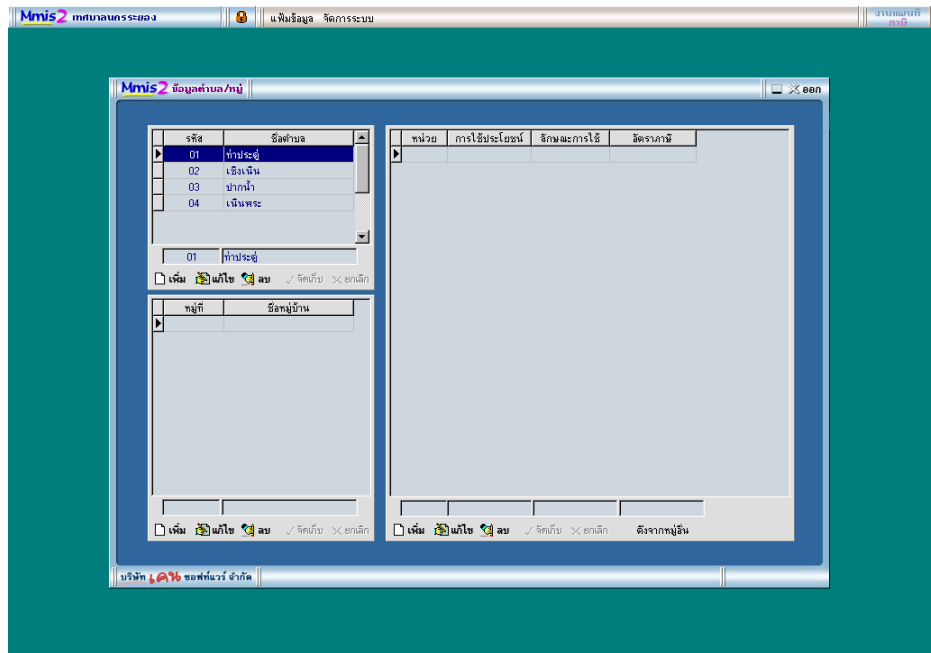 Mmis2 เทศบาลนครระยอง แฟ้มข้อมูล จัดการระบบ งานแผนที่
ภาษี
Mmis2 ข้อมูลตำบล/หมู่ ออก
รหัส ชื่อตำบล
01 ท่าประดู่
02 เชิงเนิน
03 ปากน้ำ
04 เนินพระ
01 ท่าประดู่
เพิ่ม แก้ไข ลบ จัดเก็บ ยกเลิก
หมู่ที่ ชื่อหมู่บ้าน
เพิ่ม แก้ไข ลบ จัดเก็บ ยกเลิก
หน่วย การใช้ประโยชน์ ลักษณะการใช้ อัตราภาษี
เพิ่ม แก้ไข ลบ จัดเก็บ ยกเลิก ดึงจากหมู่อื่น
บริษัท เคน ซอฟท์แวร์ จำกัด